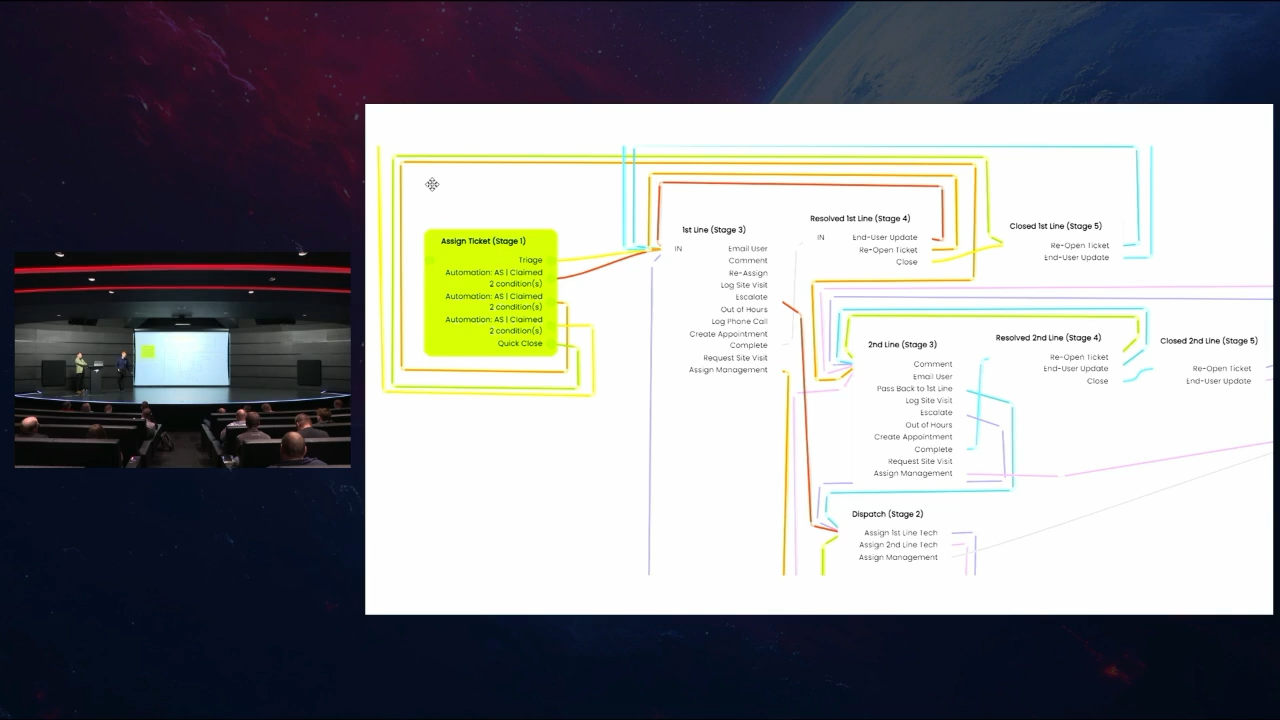 Assign Ticket (Stage 1)
Triage
Automation: AS | Claimed
2 condition(s)
Automation: AS | Claimed
2 condition(s)
Automation: AS | Claimed
2 condition(s)
Quick Close
1st Line (Stage 3)
IN
Email User
Comment
Re-Assign
Log Site Visit
Escalate
Out of Hours
Log Phone Call
Create Appointment
Complete
Request Site Visit
Assign Management
Resolved 1st Line (Stage 4)
IN
End-User Update
Re-Open Ticket
Close
Closed 1st Line (Stage 5)
Re-Open Ticket
End-User Update
2nd Line (Stage 3)
Comment
Email User
Pass Back to 1st Line
Log Site Visit
Escalate
Out of Hours
Create Appointment
Complete
Request Site Visit
Assign Management
Resolved 2nd Line (Stage 4)
Re-Open Ticket
End-User Update
Close
Closed 2nd Line (Stage 5)
Re-Open Ticket
End-User Update
Dispatch (Stage 2)
Assign 1st Line Tech
Assign 2nd Line Tech
Assign Management